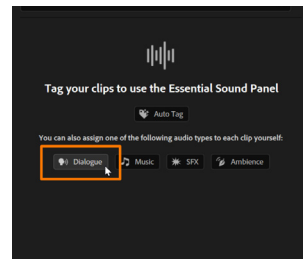 Tag your clips to use the Essential Sound Panel
Auto Tag
You can also assign one of the following audio types to each clip yourself:
Dialogue Music SFX Ambience